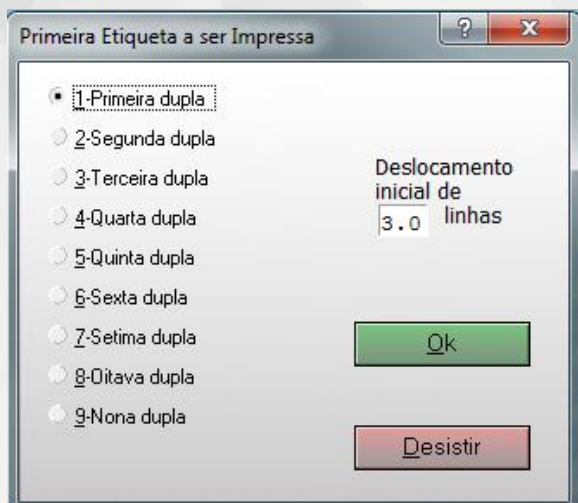 Primeira Etiqueta a ser Impressa
?
1-Primeira dupla
2-Segunda dupla
3-Terceira dupla
4-Quarta dupla
5-Quinta dupla
6-Sexta dupla
7-Setima dupla
8-Oitava dupla
9-Nona dupla
Deslocamento
inicial de
3.0 linhas
Ok
Desistir